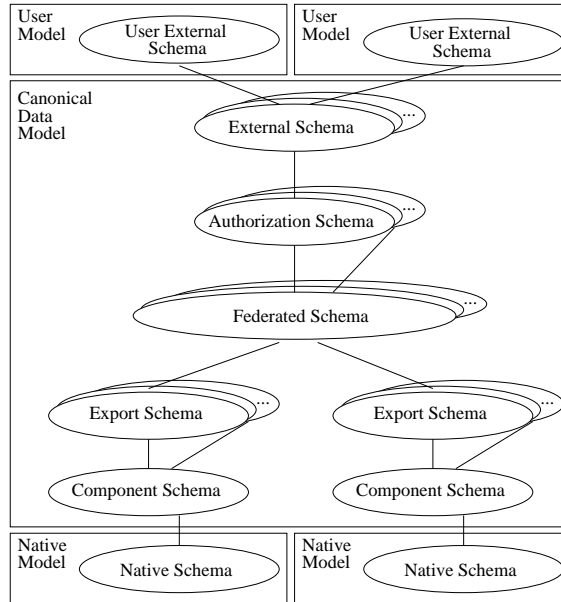 User
Model
User External
Schema
User
Model
User External
Schema
Canonical
Data
Model
...
External Schema
...
Authorization Schema
...
Federated Schema
...
Export Schema
...
Export Schema
Component Schema
Component Schema
Native
Model
Native Schema
Native
Model
Native Schema